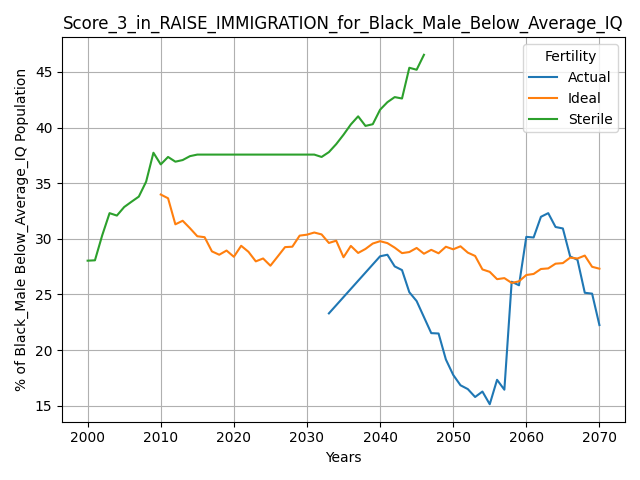 Score_3_in_RAISE_IMMIGRATION_for_Black_Male_Below_Average_IQ
% of Black_Male Below_Average_IQ Population
45
40
35
30
25
20
15
Fertility
Actual
Ideal
Sterile
2000 2010 2020 2030 2040 2050 2060 2070
Years